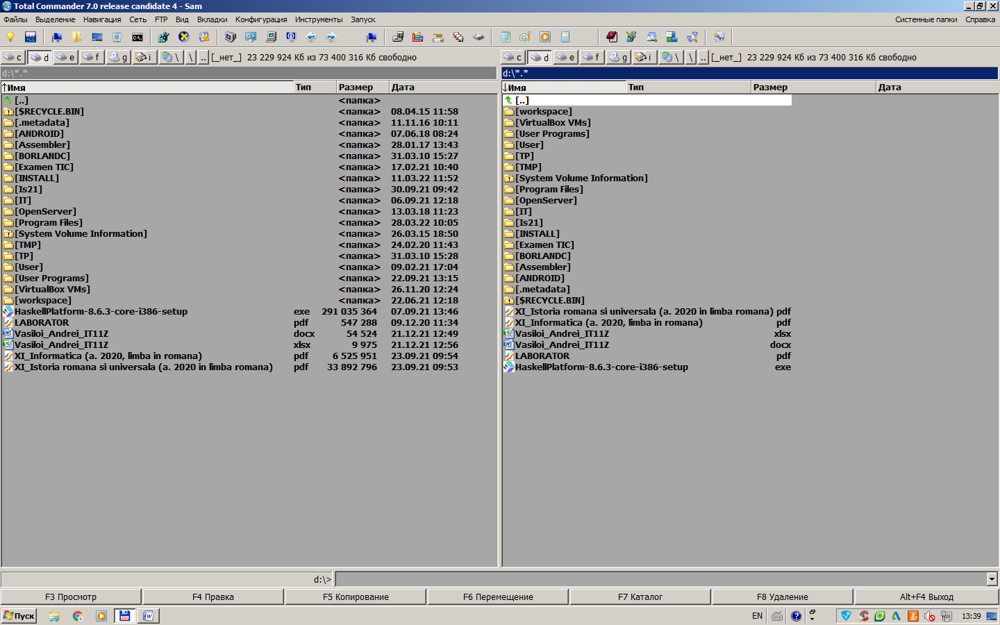 Total Commander 7.0 release candidate 4 - Sam
Файлы Выделение Навигация Сеть FTP Вид Вкладки Конфигурация Инструменты Запуск Системные папки Справка
c d e f g i \ \ .. [_нет_] 23 229 924 Кб из 73 400 316 Кб свободно
c d e f g i \ \ .. [_нет_] 23 229 924 Кб из 73 400 316 Кб свободно
d:\*.*
↑Имя Тип Размер Дата
[..] <папка>
[$RECYCLE.BIN] <папка> 08.04.15 11:58
[.metadata] <папка> 11.11.16 10:11
[ANDROID] <папка> 07.06.18 08:24
[Assembler] <папка> 28.01.17 13:43
[BORLANDC] <папка> 31.03.10 15:27
[Examen TIC] <папка> 17.02.21 10:40
[INSTALL] <папка> 11.03.22 11:52
[Is21] <папка> 30.09.21 09:42
[IT] <папка> 06.09.21 12:18
[OpenServer] <папка> 13.03.18 11:23
[Program Files] <папка> 28.03.22 10:05
[System Volume Information] <папка> 26.03.15 18:50
[TMP] <папка> 24.02.20 11:43
[TP] <папка> 31.03.10 15:28
[User] <папка> 09.02.21 17:04
[User Programs] <папка> 22.09.21 13:15
[VirtualBox VMs] <папка> 26.11.20 12:24
[workspace] <папка> 22.06.21 12:18
HaskellPlatform-8.6.3-core-i386-setup exe 291 035 364 07.09.21 13:46
LABORATOR pdf 547 288 09.12.20 11:34
Vasiloi_Andrei_IT11Z docx 54 524 21.12.21 12:49
Vasiloi_Andrei_IT11Z xlsx 9 975 21.12.21 12:56
XI_Informatica (a. 2020, limba in romana) pdf 6 525 951 23.09.21 09:54
XI_Istoria romana si universala (a. 2020 in limba romana) pdf 33 892 796 23.09.21 09:53
d:\*.*
↓Имя Тип Размер Дата
[..]
[workspace]
[VirtualBox VMs]
[User Programs]
[User]
[TP]
[TMP]
[System Volume Information]
[Program Files]
[OpenServer]
[IT]
[Is21]
[INSTALL]
[Examen TIC]
[BORLANDC]
[Assembler]
[ANDROID]
[.metadata]
[$RECYCLE.BIN]
XI_Istoria romana si universala (a. 2020 in limba romana) pdf
XI_Informatica (a. 2020, limba in romana) pdf
Vasiloi_Andrei_IT11Z xlsx
Vasiloi_Andrei_IT11Z docx
LABORATOR pdf
HaskellPlatform-8.6.3-core-i386-setup exe
d:\>
F3 Просмотр F4 Правка F5 Копирование F6 Перемещение F7 Каталог F8 Удаление Alt+F4 Выход
Пуск EN 13:39